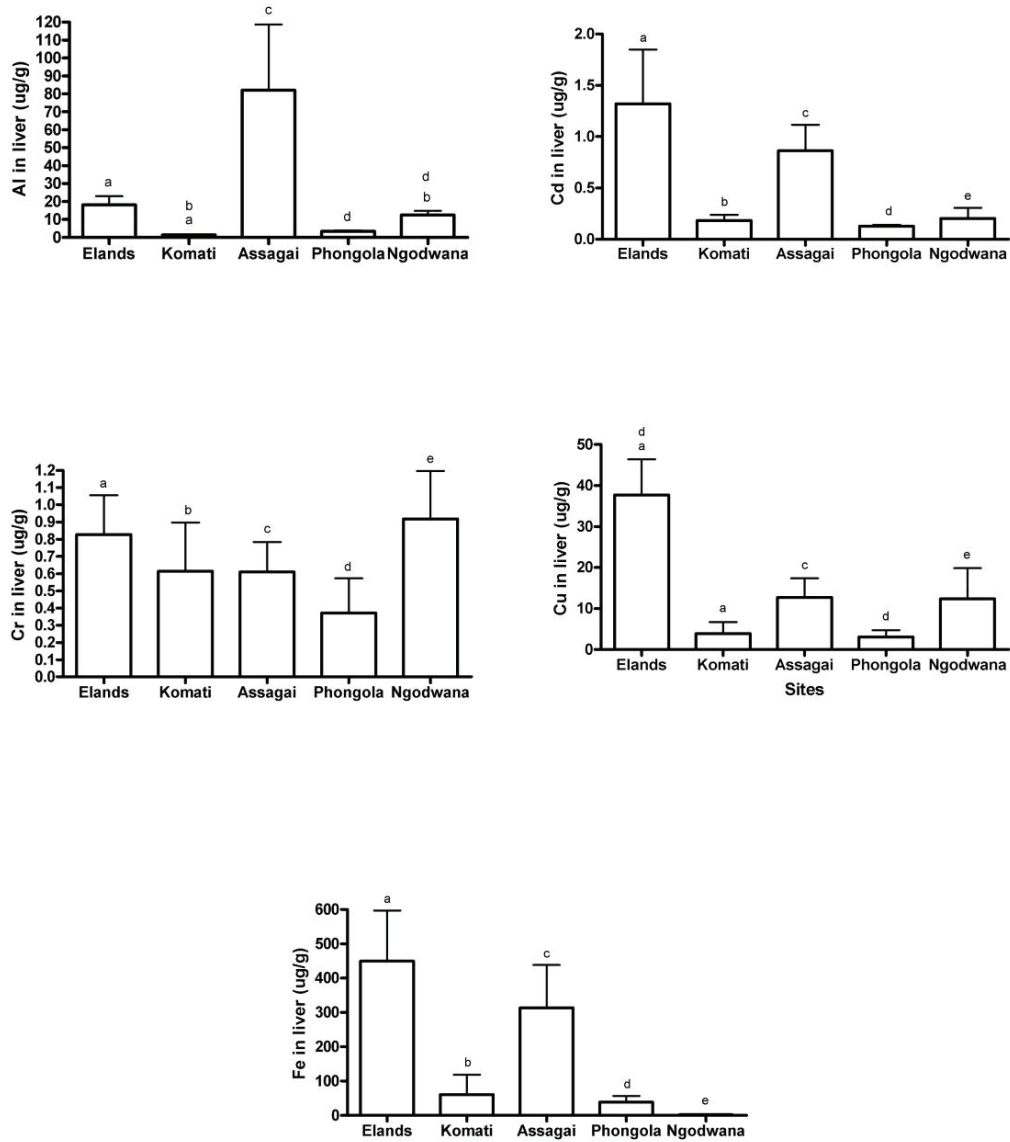 Al in liver (ug/g)
120
110
100
90
80
70
60
50
40
30
20
10
0
a
b
a
c
d
d
b
Elands Komati Assagai Phongola Ngodwana
Cd in liver (ug/g)
2.0
1.5
1.0
0.5
0.0
a
b
c
d
e
Elands Komati Assagai Phongola Ngodwana
Cr in liver (ug/g)
1.2
1.1
1.0
0.9
0.8
0.7
0.6
0.5
0.4
0.3
0.2
0.1
0.0
a
b
c
d
e
Elands Komati Assagai Phongola Ngodwana
Cu in liver (ug/g)
50
40
30
20
10
0
d
a
a
c
d
e
Elands Komati Assagai Phongola Ngodwana
Sites
Fe in liver (ug/g)
600
500
400
300
200
100
0
a
b
c
d
e
Elands Komati Assagai Phongola Ngodwana